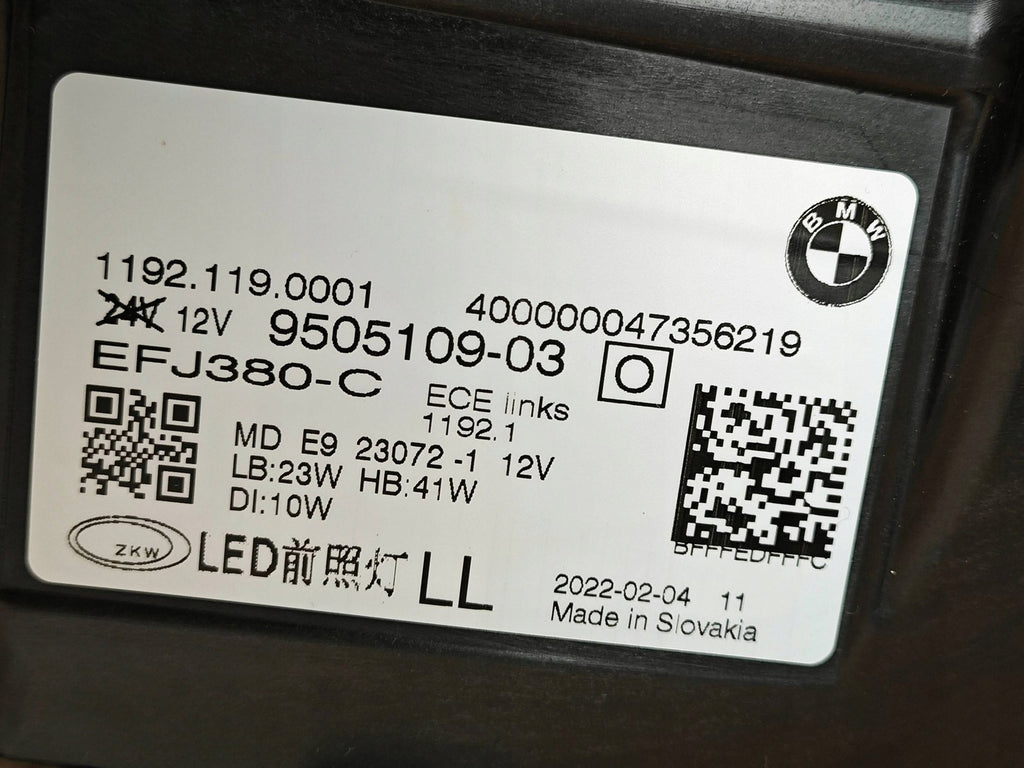 BMW
1192.119.0001
400000047356219
24V 12V 9505109-03 O
EFJ380-C
ECE links
1192.1
MD E9 23072 -1 12V
LB:23W HB:41W
DI:10W
BFFFEDFFFC
ZKW LED前照灯 LL
2022-02-04 11
Made in Slovakia